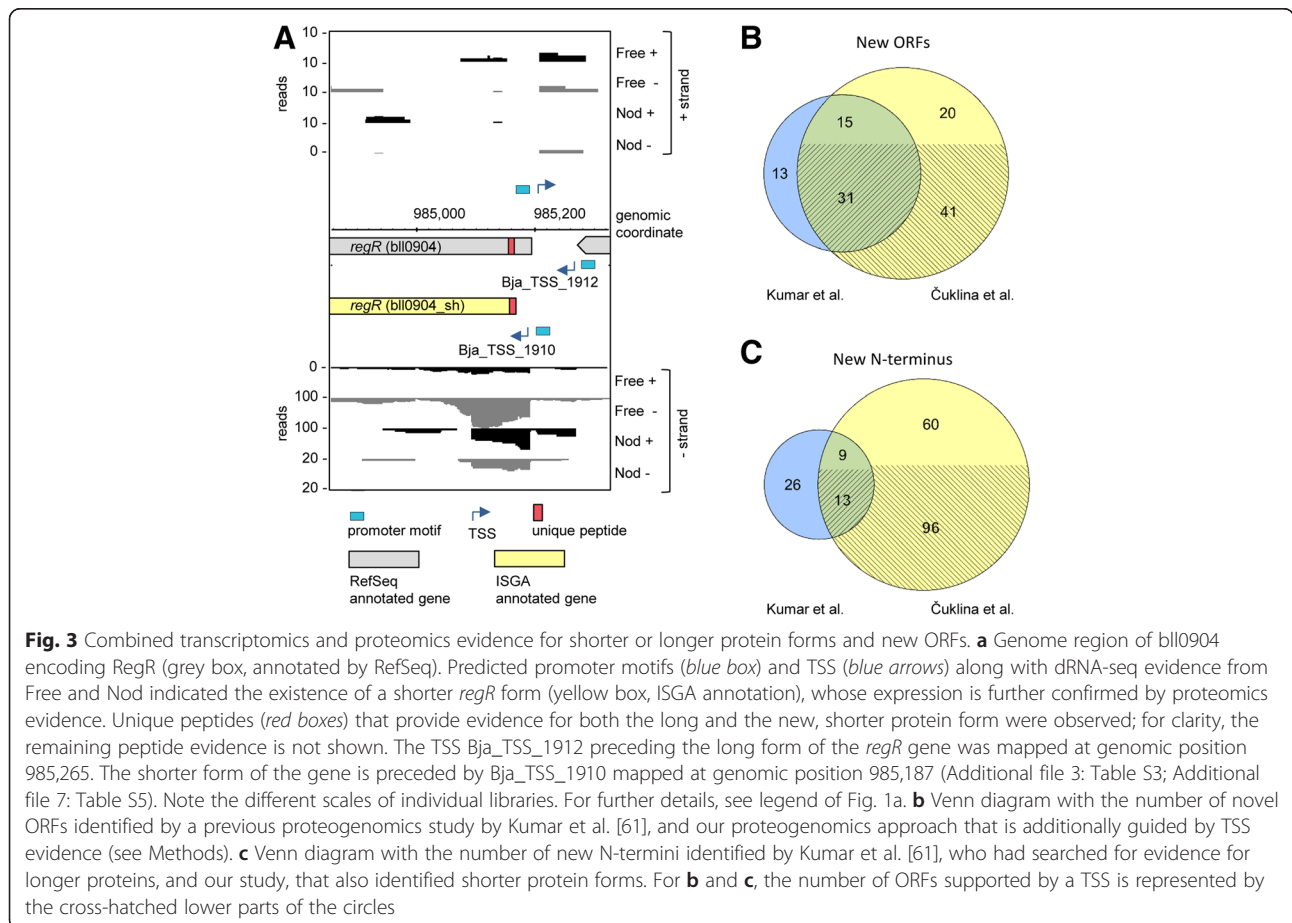 A
10 -
Free +
10 -
Free -
reads
10 -
Nod +
10 -
Nod -
0 -
+ strand
985,000
985,200
genomic
coordinate
regR (bll0904)
Bja_TSS_1912
regR (bll0904_sh)
Bja_TSS_1910
0 -
Free +
100 -
Free -
reads
100 -
Nod +
20 -
Nod -
20 -
- strand
promoter motif
TSS
unique peptide
RefSeq
annotated gene
ISGA
annotated gene
B
New ORFs
15
20
13
31
41
Kumar et al.
Čuklina et al.
C
New N-terminus
60
9
26
13
96
Kumar et al.
Čuklina et al.
Fig. 3 Combined transcriptomics and proteomics evidence for shorter or longer protein forms and new ORFs. a Genome region of bll0904
encoding RegR (grey box, annotated by RefSeq). Predicted promoter motifs (blue box) and TSS (blue arrows) along with dRNA-seq evidence from
Free and Nod indicated the existence of a shorter regR form (yellow box, ISGA annotation), whose expression is further confirmed by proteomics
evidence. Unique peptides (red boxes) that provide evidence for both the long and the new, shorter protein form were observed; for clarity, the
remaining peptide evidence is not shown. The TSS Bja_TSS_1912 preceding the long form of the regR gene was mapped at genomic position
985,265. The shorter form of the gene is preceded by Bja_TSS_1910 mapped at genomic position 985,187 (Additional file 3: Table S3; Additional
file 7: Table S5). Note the different scales of individual libraries. For further details, see legend of Fig. 1a. b Venn diagram with the number of novel
ORFs identified by a previous proteogenomics study by Kumar et al. [61], and our proteogenomics approach that is additionally guided by TSS
evidence (see Methods). c Venn diagram with the number of new N-termini identified by Kumar et al. [61], who had searched for evidence for
longer proteins, and our study, that also identified shorter protein forms. For b and c, the number of ORFs supported by a TSS is represented by
the cross-hatched lower parts of the circles